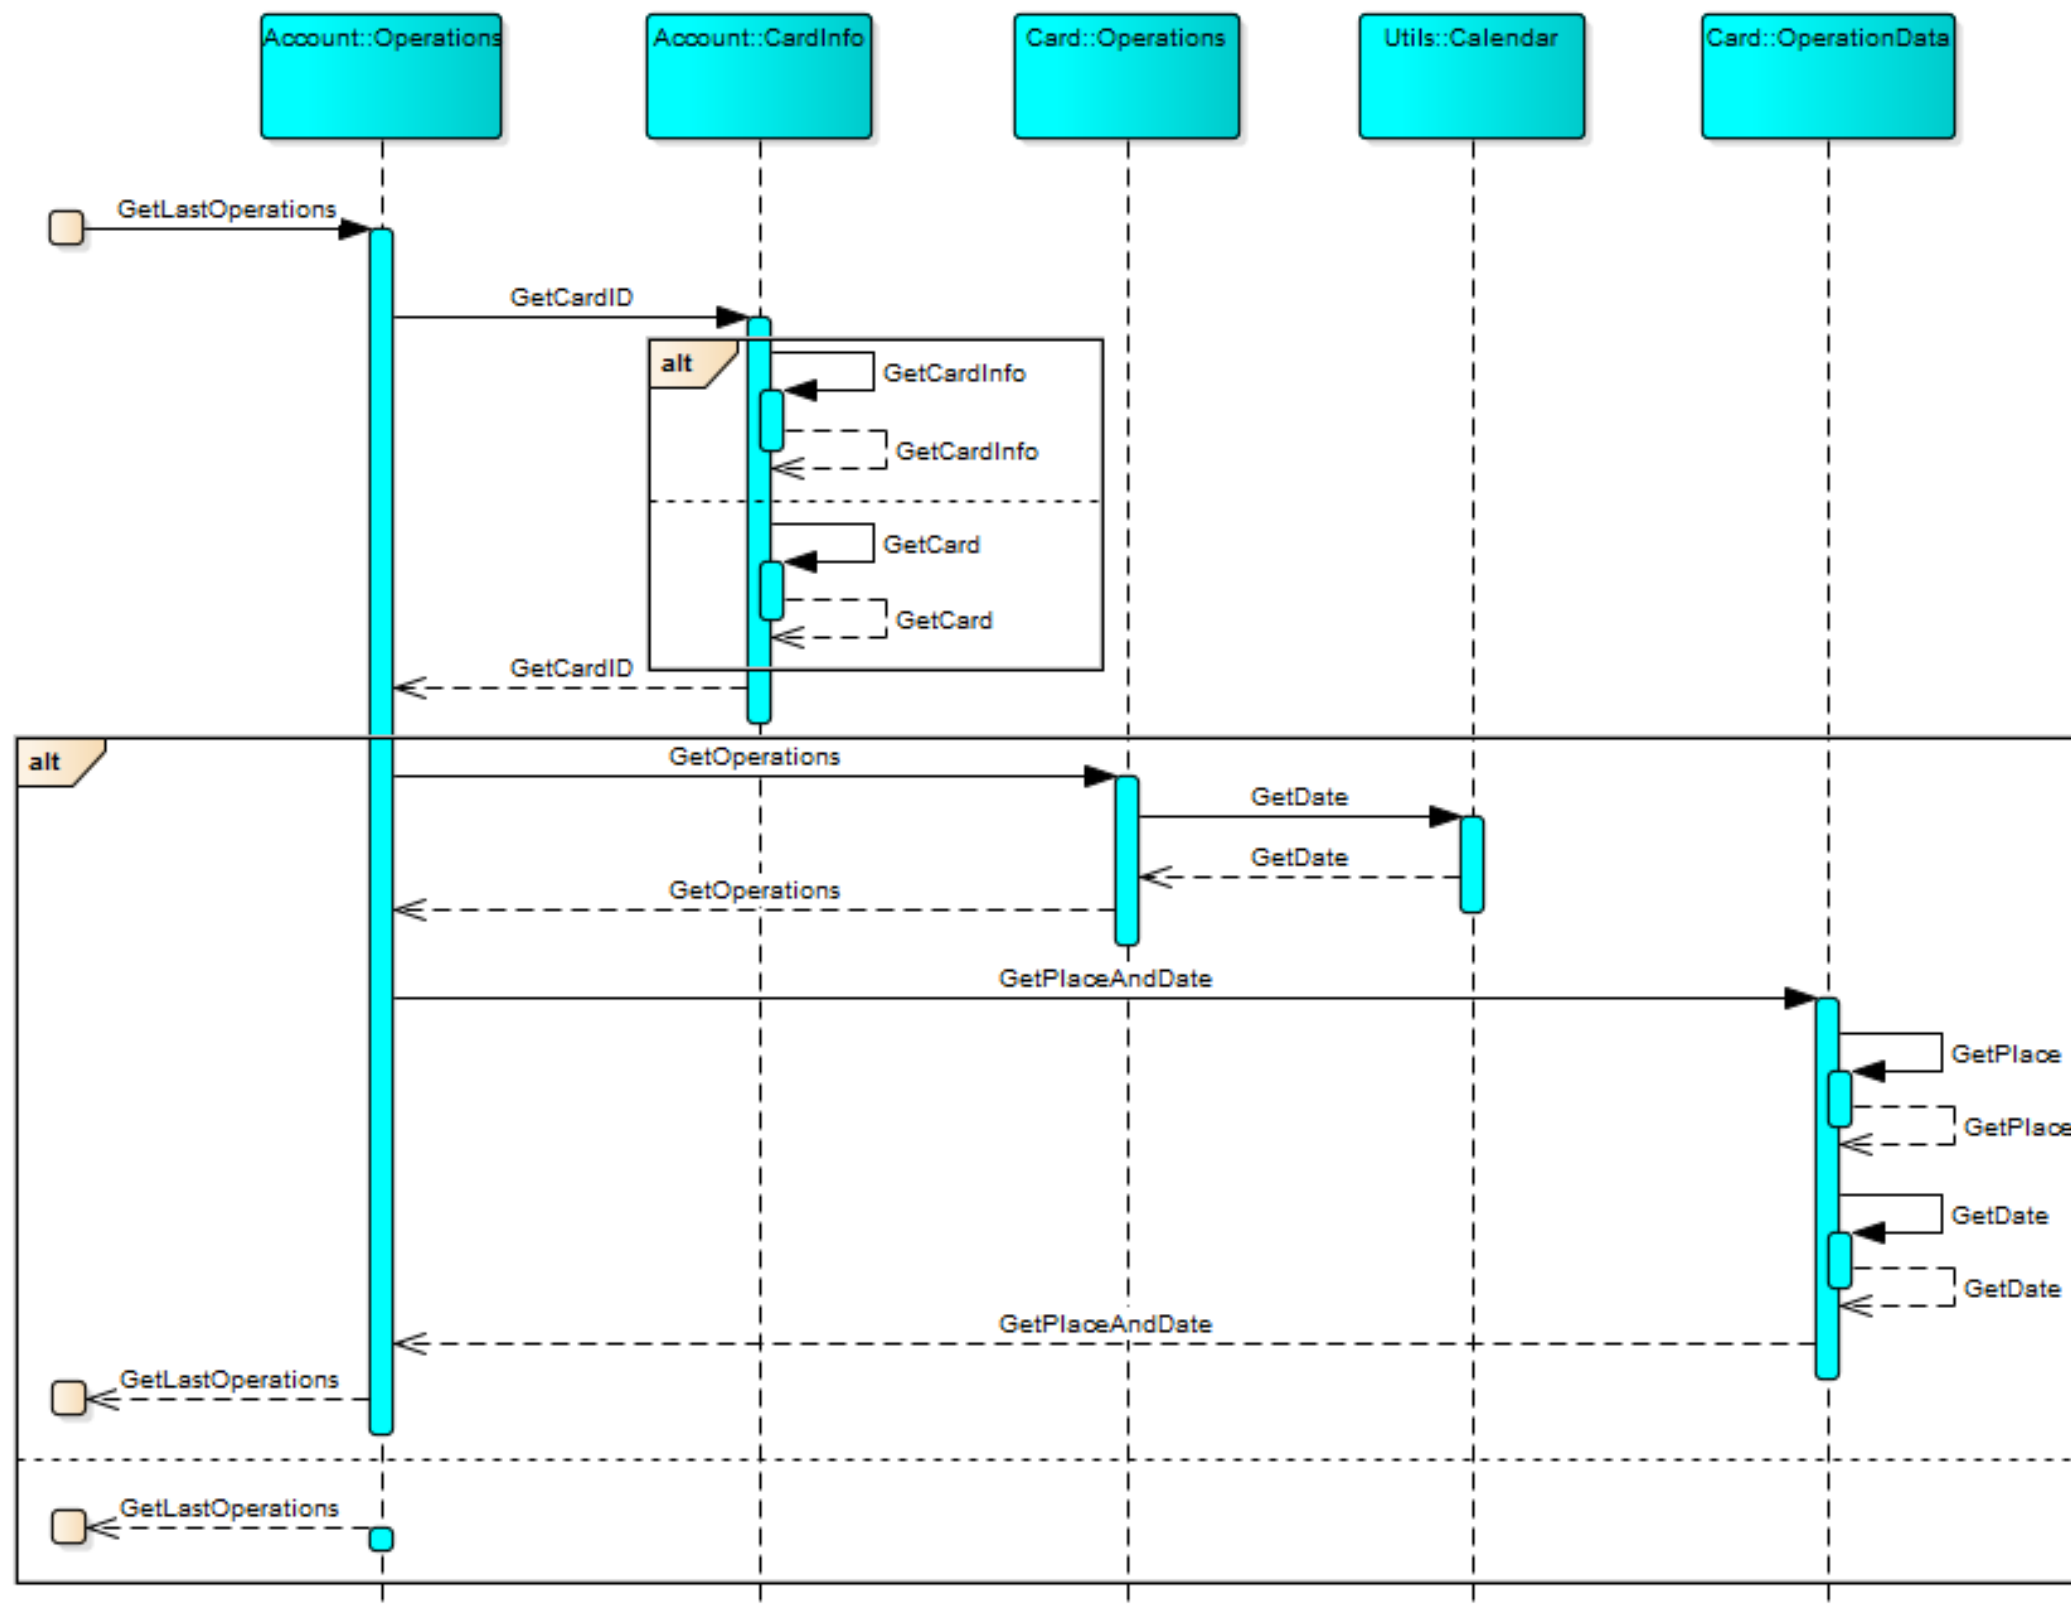 Account::Operations
Account::CardInfo
Card::Operations
Utils::Calendar
Card::OperationData
GetLastOperations
GetCardID
alt
GetCardInfo
GetCardInfo
GetCard
GetCard
GetCardID
alt
GetOperations
GetDate
GetDate
GetOperations
GetPlaceAndDate
GetPlace
GetPlace
GetDate
GetDate
GetPlaceAndDate
GetLastOperations
GetLastOperations